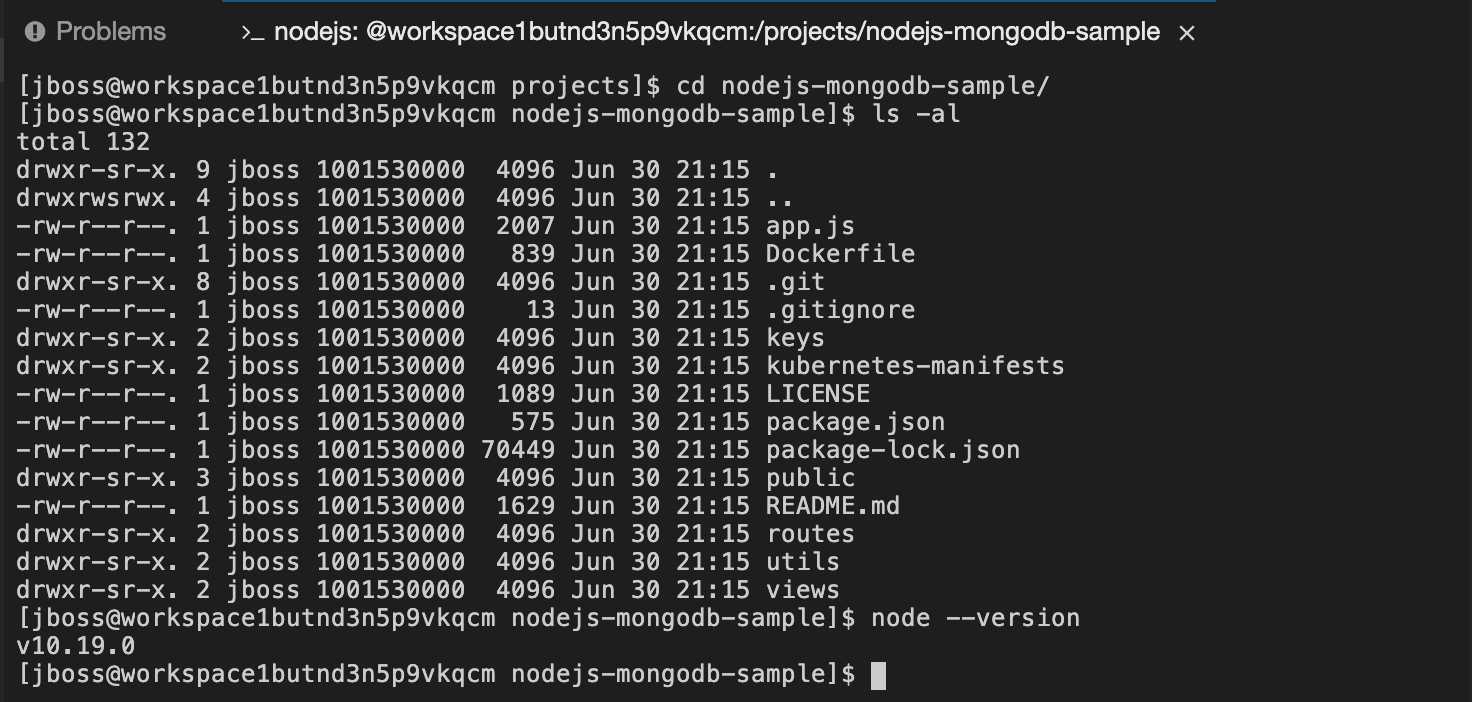 Problems
>_ nodejs: @workspace1butnd3n5p9vkqcm:/projects/nodejs-mongodb-sample ×
[jboss@workspace1butnd3n5p9vkqcm projects]$ cd nodejs-mongodb-sample/
[jboss@workspace1butnd3n5p9vkqcm nodejs-mongodb-sample]$ ls -al
total 132
drwxr-sr-x. 9 jboss 1001530000  4096 Jun 30 21:15 .
drwxrwsrwx. 4 jboss 1001530000  4096 Jun 30 21:15 ..
-rw-r--r--. 1 jboss 1001530000  2007 Jun 30 21:15 app.js
-rw-r--r--. 1 jboss 1001530000   839 Jun 30 21:15 Dockerfile
drwxr-sr-x. 8 jboss 1001530000  4096 Jun 30 21:15 .git
-rw-r--r--. 1 jboss 1001530000    13 Jun 30 21:15 .gitignore
drwxr-sr-x. 2 jboss 1001530000  4096 Jun 30 21:15 keys
drwxr-sr-x. 2 jboss 1001530000  4096 Jun 30 21:15 kubernetes-manifests
-rw-r--r--. 1 jboss 1001530000  1089 Jun 30 21:15 LICENSE
-rw-r--r--. 1 jboss 1001530000   575 Jun 30 21:15 package.json
-rw-r--r--. 1 jboss 1001530000 70449 Jun 30 21:15 package-lock.json
drwxr-sr-x. 3 jboss 1001530000  4096 Jun 30 21:15 public
-rw-r--r--. 1 jboss 1001530000  1629 Jun 30 21:15 README.md
drwxr-sr-x. 2 jboss 1001530000  4096 Jun 30 21:15 routes
drwxr-sr-x. 2 jboss 1001530000  4096 Jun 30 21:15 utils
drwxr-sr-x. 2 jboss 1001530000  4096 Jun 30 21:15 views
[jboss@workspace1butnd3n5p9vkqcm nodejs-mongodb-sample]$ node --version
v10.19.0
[jboss@workspace1butnd3n5p9vkqcm nodejs-mongodb-sample]$